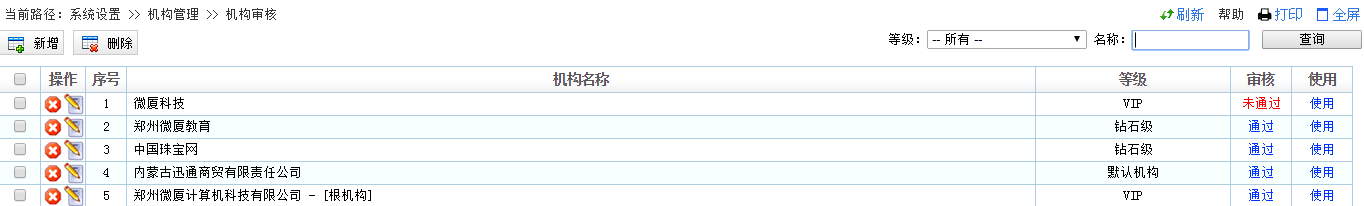 当前路径：系统设置 >> 机构管理 >> 机构审核 刷新 帮助 打印 全屏
新增 删除 等级： -- 所有 -- 名称： 查询
操作 序号 机构名称 等级 审核 使用
1 微厦科技 VIP 未通过 使用
2 郑州微厦教育 钻石级 通过 使用
3 中国珠宝网 钻石级 通过 使用
4 内蒙古迅通商贸有限责任公司 默认机构 通过 使用
5 郑州微厦计算机科技有限公司 - [根机构] VIP 通过 使用